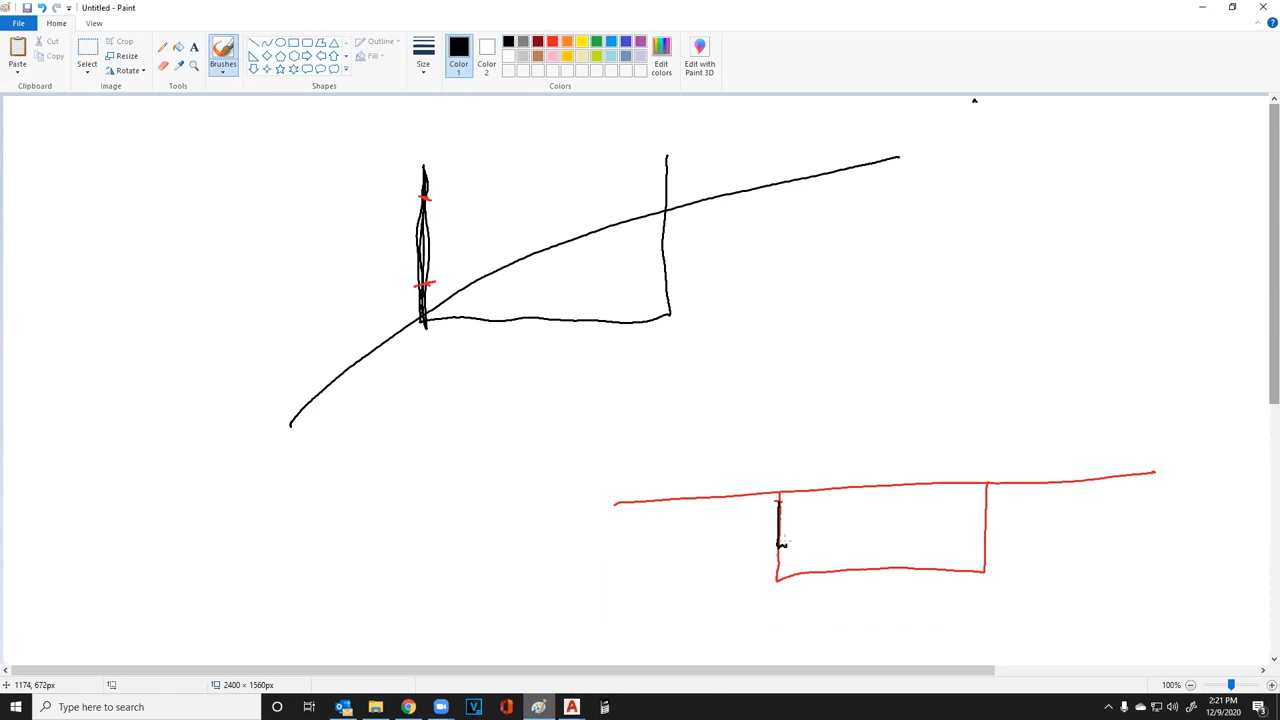 Untitled - Paint
File
Home
View
Paste
Cut
Copy
Clipboard
Select
Crop
Resize
Rotate
Image
A
Tools
Brushes
Outline
Fill
Shapes
Size
Color
1
Color
2
Edit
colors
Edit with
Paint 3D
Colors
1174, 672px
2400 × 1560px
100%
Type here to search
2:21 PM
12/9/2020